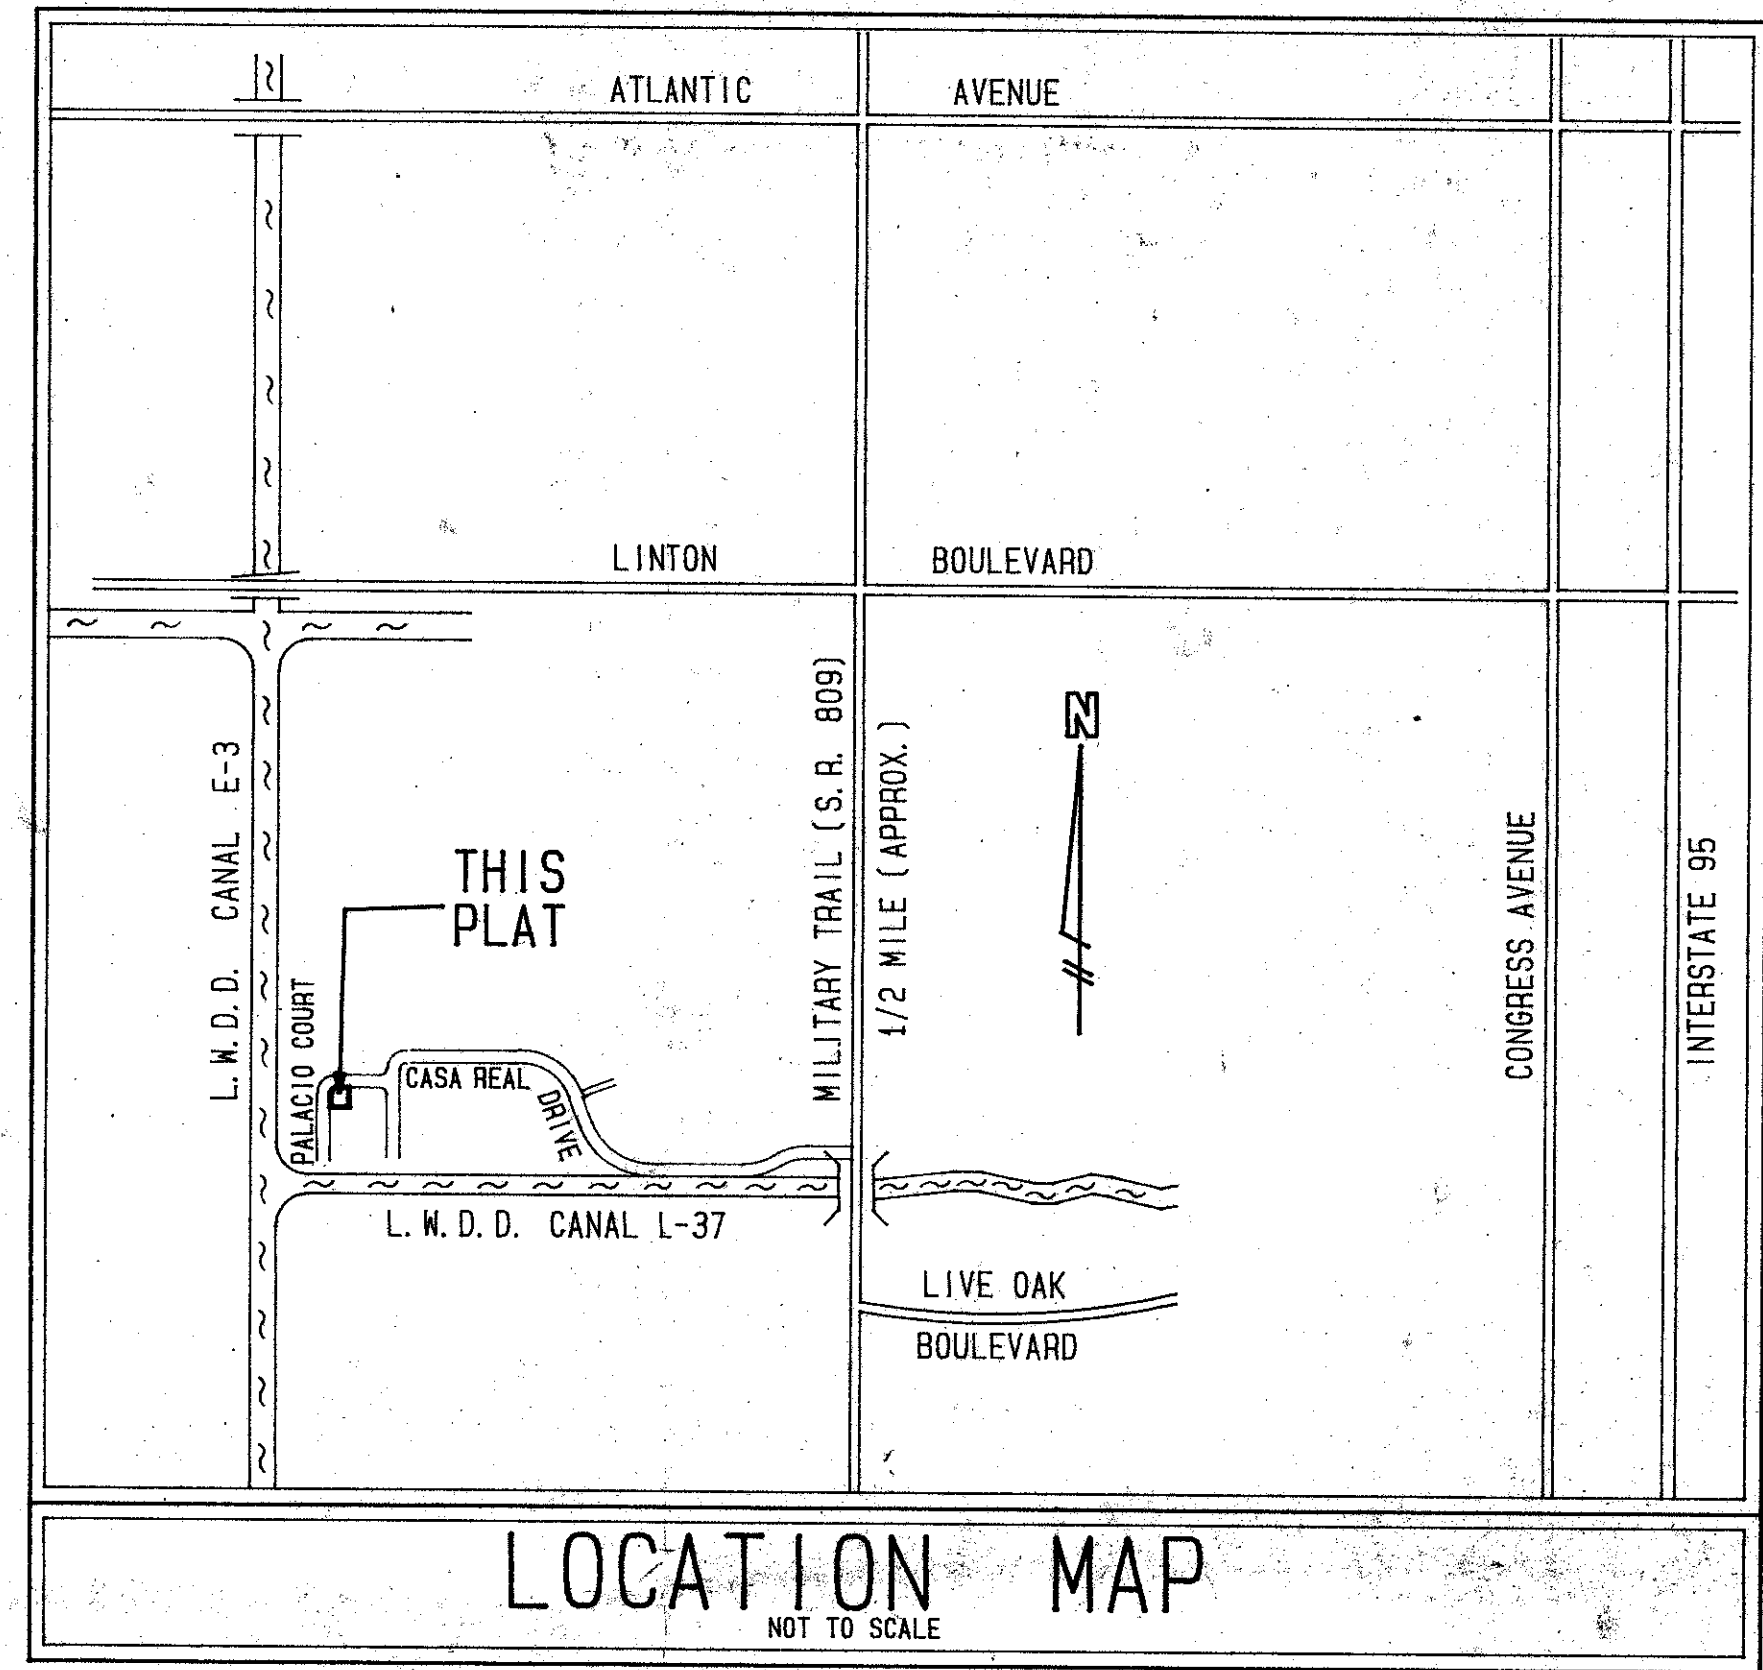 ATLANTIC AVENUE
LINTON BOULEVARD
N
L.W.D.D. CANAL E-3
MILITARY TRAIL (S.R. 809)
1/2 MILE (APPROX.)
CONGRESS AVENUE
INTERSTATE 95
THIS
PLAT
PALACIO COURT
CASA REAL
DRIVE
L.W.D.D. CANAL L-37
LIVE OAK
BOULEVARD
LOCATION MAP
NOT TO SCALE